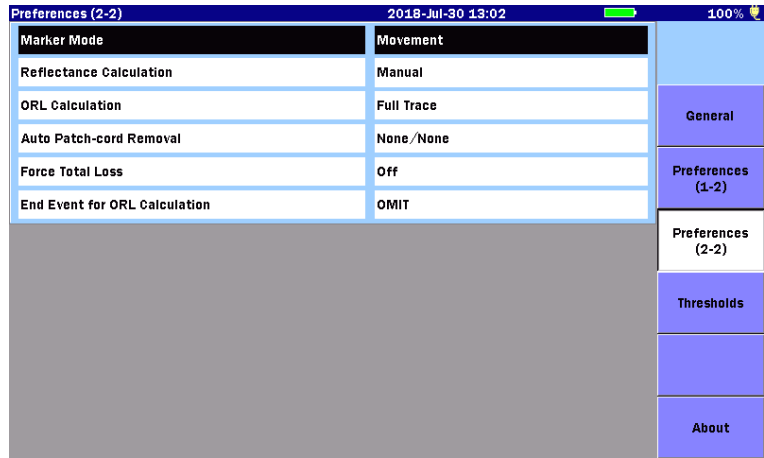 Preferences (2-2) 2018-Jul-30 13:02 100%
Marker Mode Movement
Reflectance Calculation Manual
ORL Calculation Full Trace
Auto Patch-cord Removal None/None
Force Total Loss Off
End Event for ORL Calculation OMIT
General
Preferences
(1-2)
Preferences
(2-2)
Thresholds
About